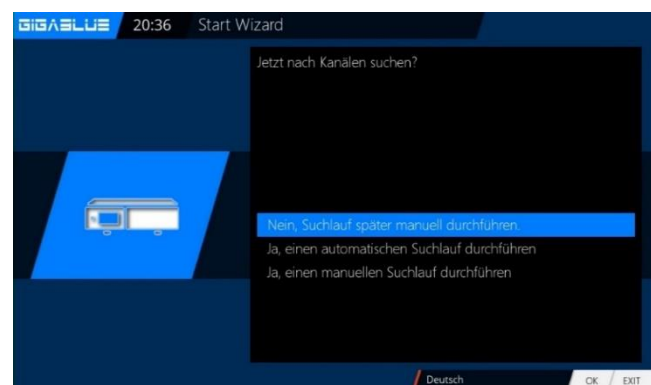 GIGABLUE 20:36 Start Wizard
Jetzt nach Kanälen suchen?
Nein, Suchlauf später manuell durchführen.
Ja, einen automatischen Suchlauf durchführen
Ja, einen manuellen Suchlauf durchführen
Deutsch OK EXIT